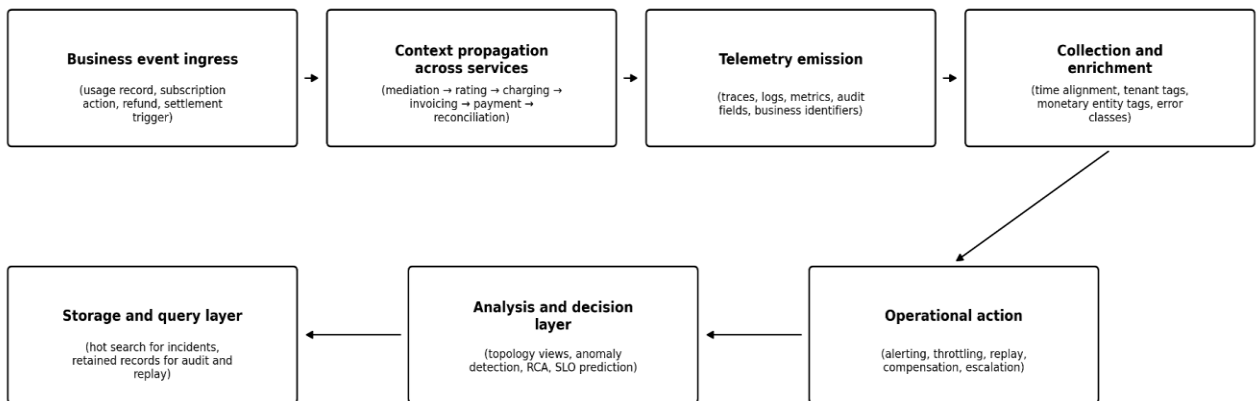 Business event ingress
(usage record, subscription
action, refund, settlement
trigger)
Context propagation
across services
(mediation → rating → charging →
invoicing → payment →
reconciliation)
Telemetry emission
(traces, logs, metrics, audit
fields, business identifiers)
Collection and
enrichment
(time alignment, tenant tags,
monetary entity tags, error
classes)
Storage and query layer
(hot search for incidents,
retained records for audit and
replay)
Analysis and decision
layer
(topology views, anomaly
detection, RCA, SLO prediction)
Operational action
(alerting, throttling, replay,
compensation, escalation)